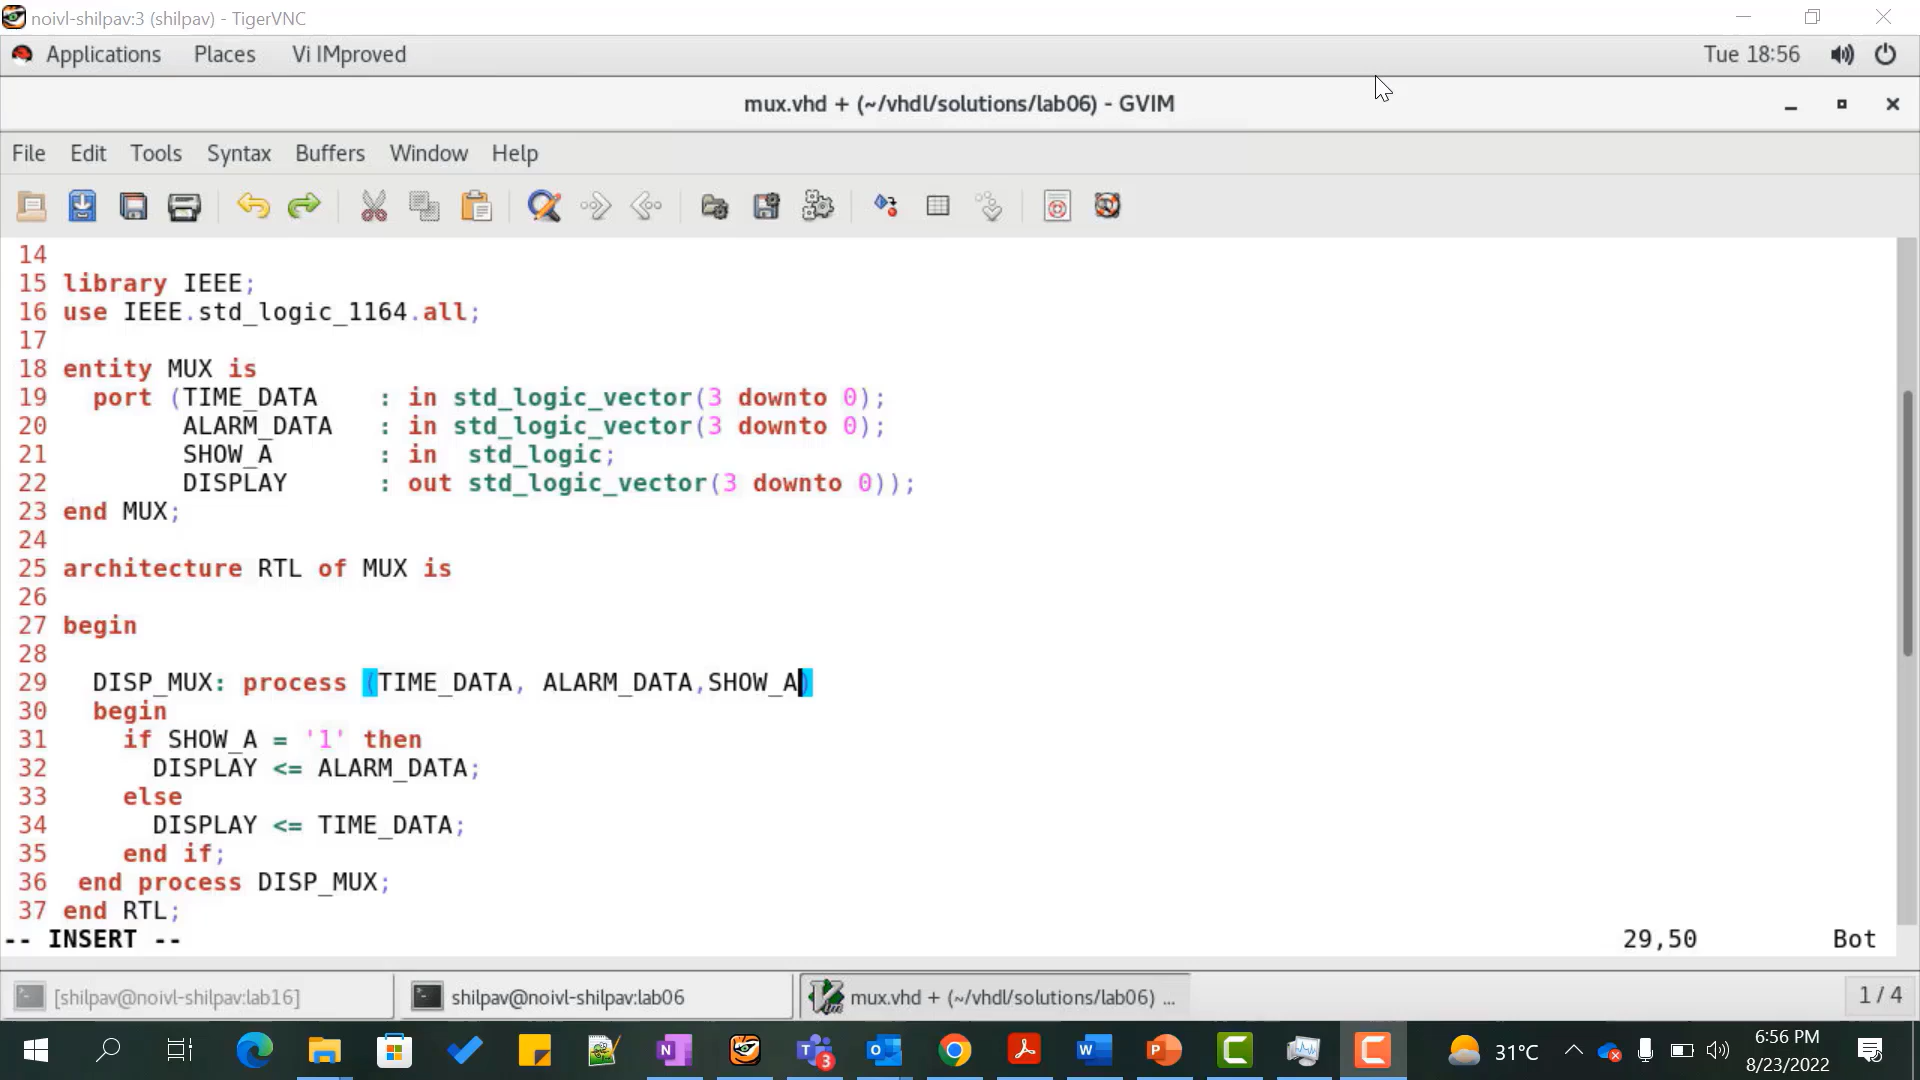 noivl-shilpav:3 (shilpav) - TigerVNC
Applications Places Vi IMproved Tue 18:56
mux.vhd + (~/vhdl/solutions/lab06) - GVIM
File Edit Tools Syntax Buffers Window Help
14
15 library IEEE;
16 use IEEE.std_logic_1164.all;
17
18 entity MUX is
19   port (TIME_DATA    : in std_logic_vector(3 downto 0);
20         ALARM_DATA   : in std_logic_vector(3 downto 0);
21         SHOW_A       : in  std_logic;
22         DISPLAY      : out std_logic_vector(3 downto 0));
23 end MUX;
24
25 architecture RTL of MUX is
26
27 begin
28
29   DISP_MUX: process (TIME_DATA, ALARM_DATA,SHOW_A)
30   begin
31     if SHOW_A = '1' then
32       DISPLAY <= ALARM_DATA;
33     else
34       DISPLAY <= TIME_DATA;
35     end if;
36  end process DISP_MUX;
37 end RTL;
-- INSERT -- 29,50 Bot
[shilpav@noivl-shilpav:lab16] shilpav@noivl-shilpav:lab06 mux.vhd + (~/vhdl/solutions/lab06) ... 1 / 4
31°C 6:56 PM
8/23/2022